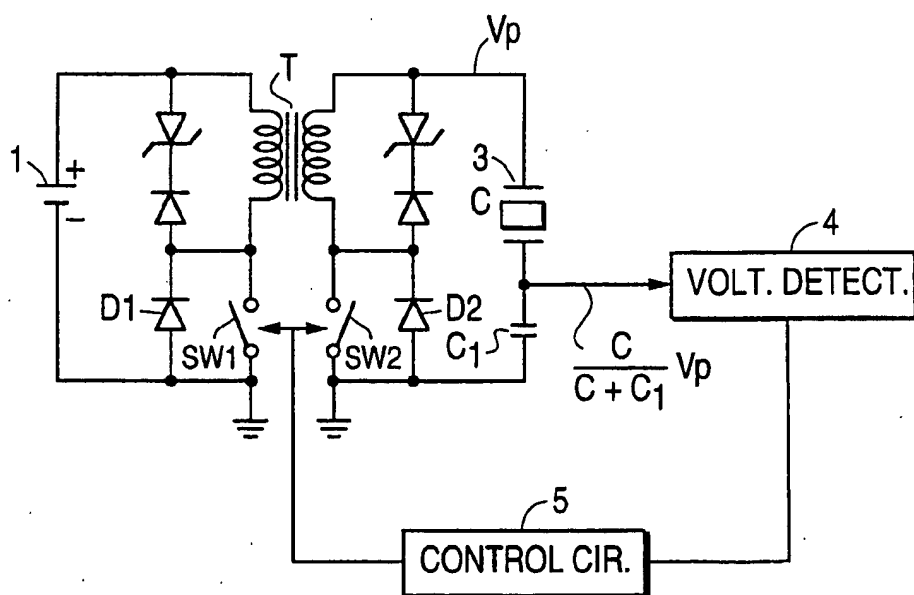 T
Vp
1
+
-
3
C
4
VOLT. DETECT.
D1
SW1
SW2
D2
C1
C
C + C1
Vp
5
CONTROL CIR.